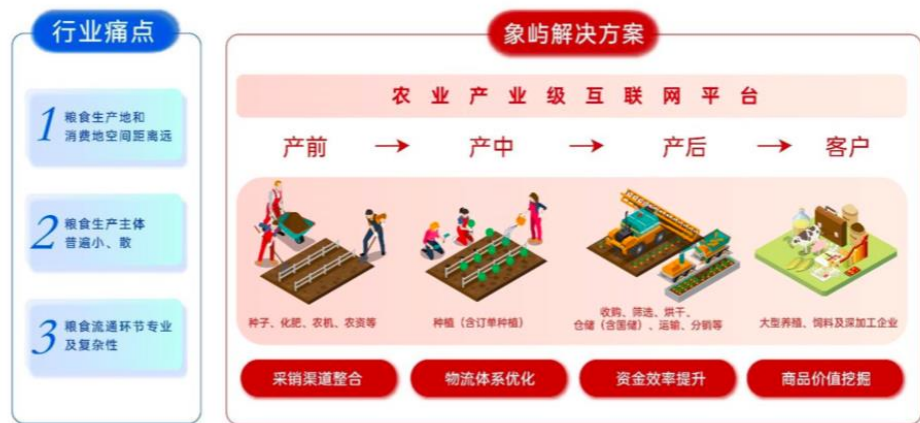 行业痛点
1
粮食生产地和
消费地空间距离远
2
粮食生产主体
普遍小、散
3
粮食流通环节专业
及复杂性
象屿解决方案
农业产业级互联网平台
产前 → 产中 → 产后 → 客户
种子、化肥、农机、农资等
种植（含订单种植）
收购、筛选、烘干、
仓储（含国储）、运输、分销等
大型养殖、饲料及深加工企业
采销渠道整合
物流体系优化
资金效率提升
商品价值挖掘